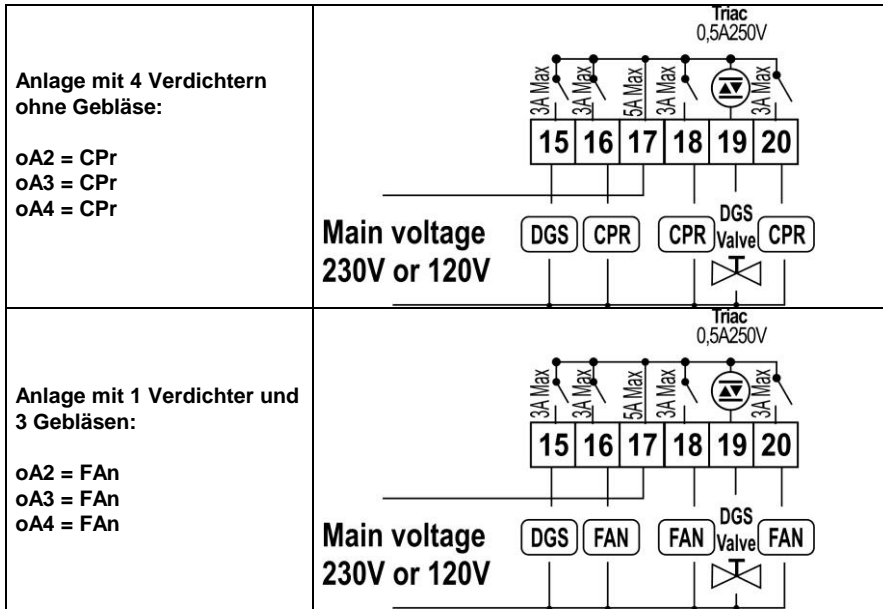 Anlage mit 4 Verdichtern
ohne Gebläse:
oA2 = CPr
oA3 = CPr
oA4 = CPr
Triac
0,5A250V
3A Max
3A Max
5A Max
3A Max
3A Max
15 16 17 18 19 20
Main voltage
230V or 120V
DGS
CPR
CPR
DGS
Valve
CPR
Anlage mit 1 Verdichter und
3 Gebläsen:
oA2 = FAn
oA3 = FAn
oA4 = FAn
Triac
0,5A250V
3A Max
3A Max
5A Max
3A Max
3A Max
15 16 17 18 19 20
Main voltage
230V or 120V
DGS
FAN
FAN
DGS
Valve
FAN